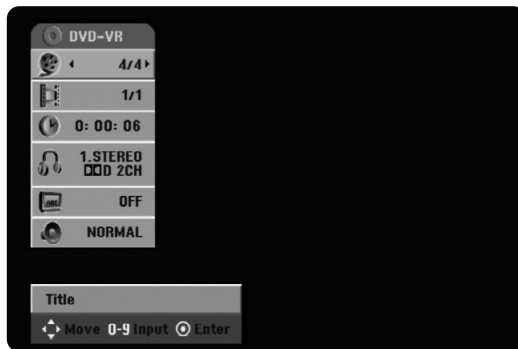 DVD-VR
4/4
1/1
0: 00: 06
1.STEREO
D 2CH
ABC
OFF
NORMAL
Title
Move 0-9 Input Enter